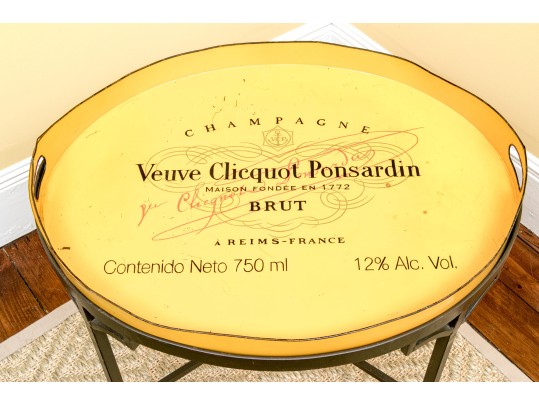 CHAMPAGNE
Veuve Clicquot Ponsardin
MAISON FONDÉE EN 1772
BRUT
À REIMS-FRANCE
Contenido Neto 750 ml 12% Alc. Vol.